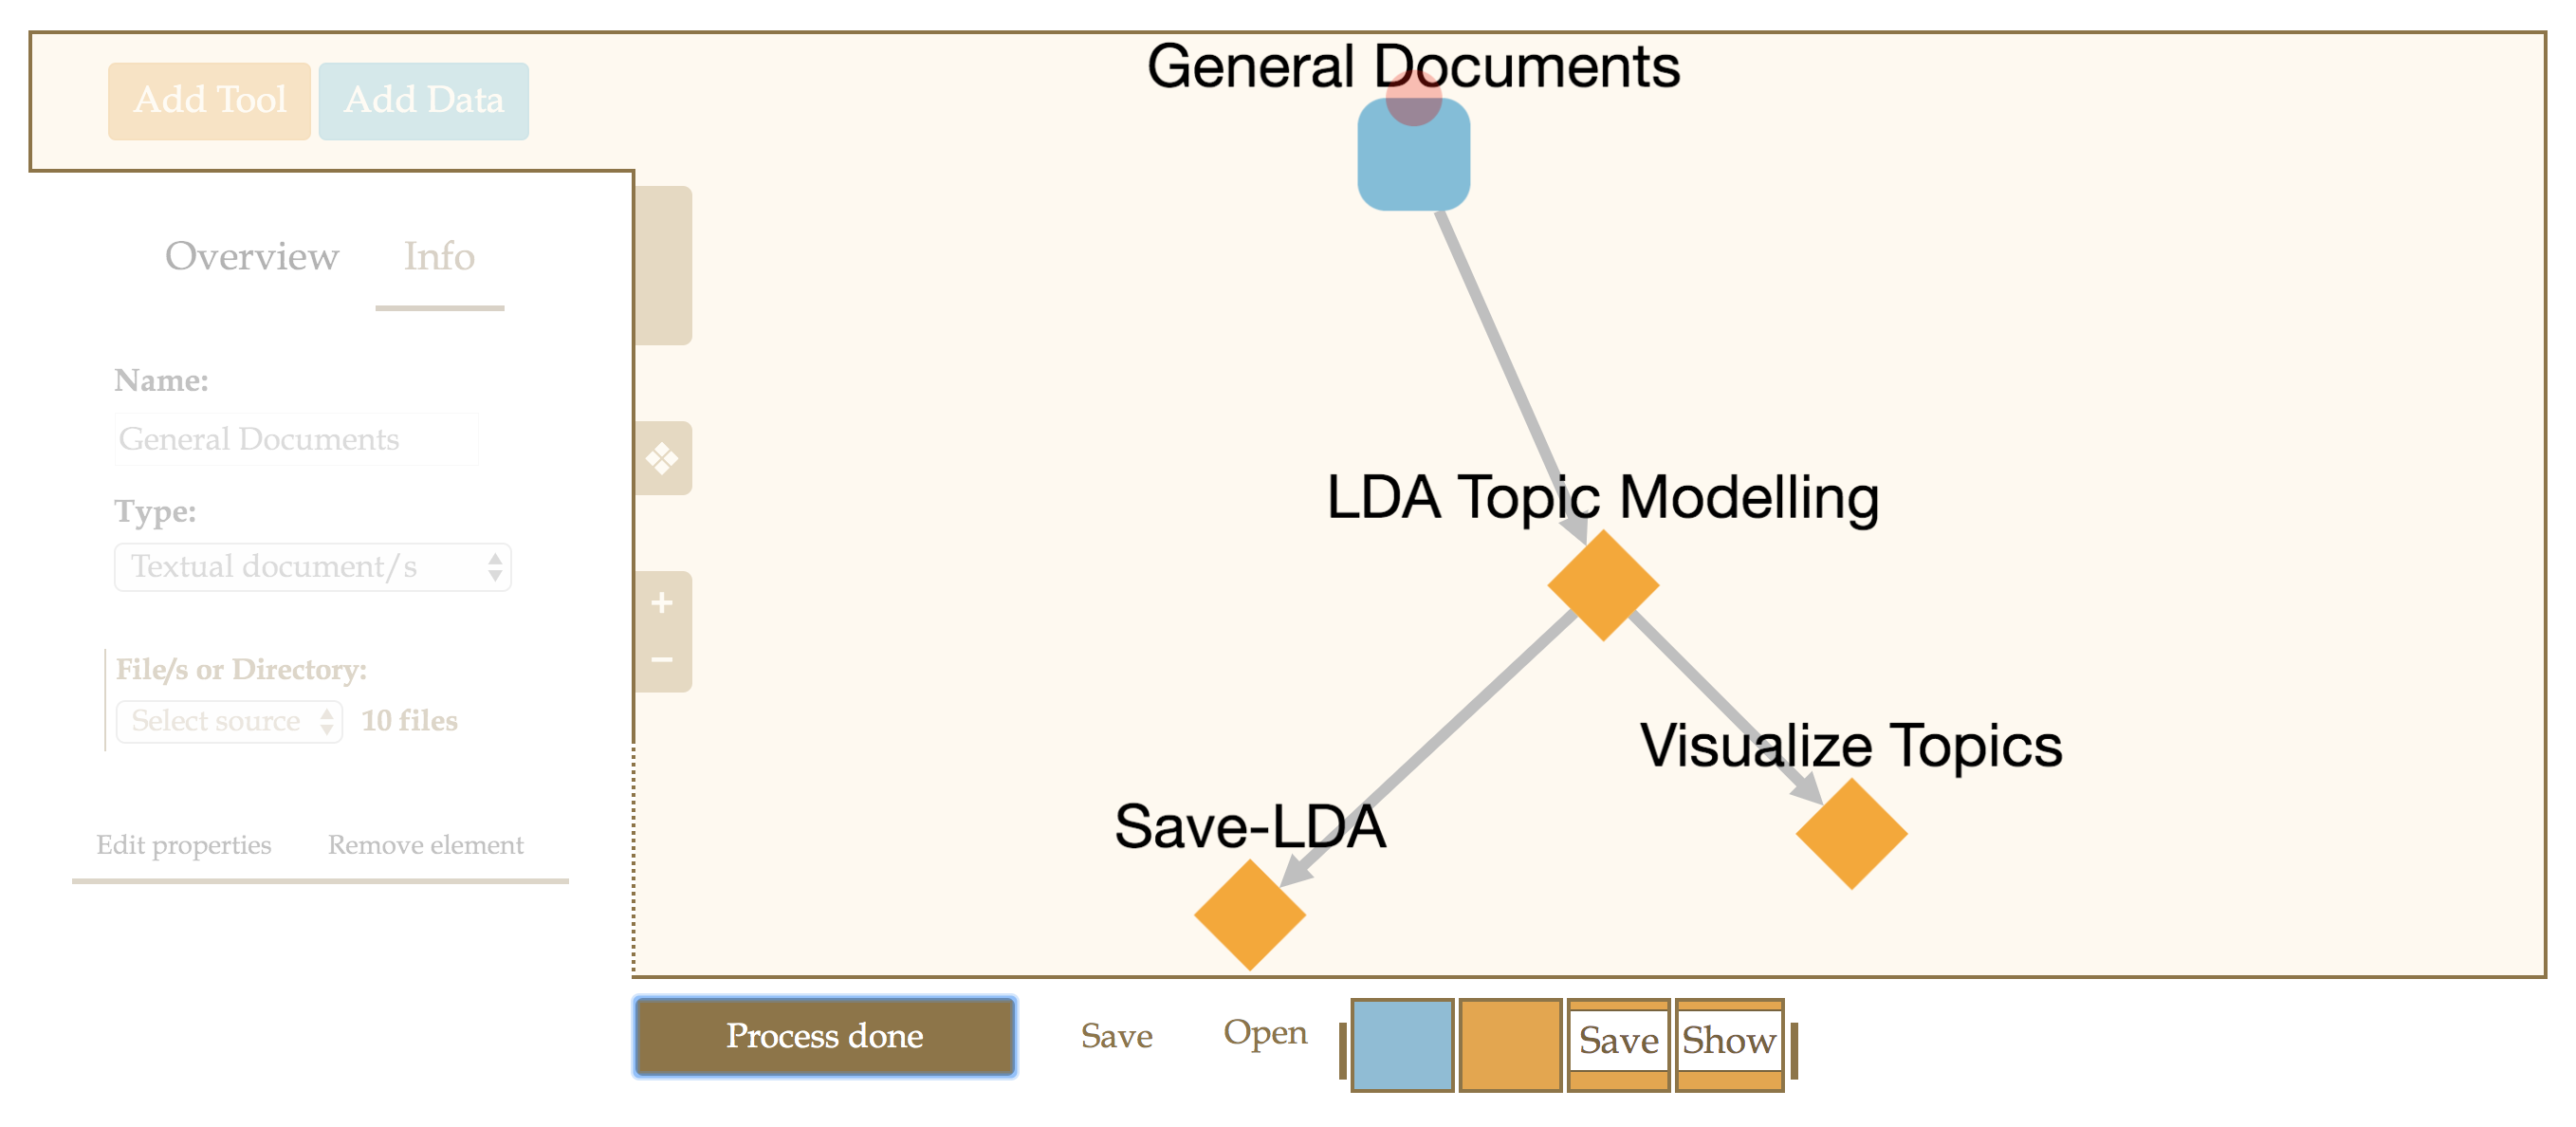 Add Tool
Add Data
General Documents
Overview
Info
Name:
General Documents
Type:
Textual document/s
File/s or Directory:
Select source
10 files
Edit properties
Remove element
+
−
LDA Topic Modelling
Visualize Topics
Save-LDA
Process done
Save
Open
Save
Show